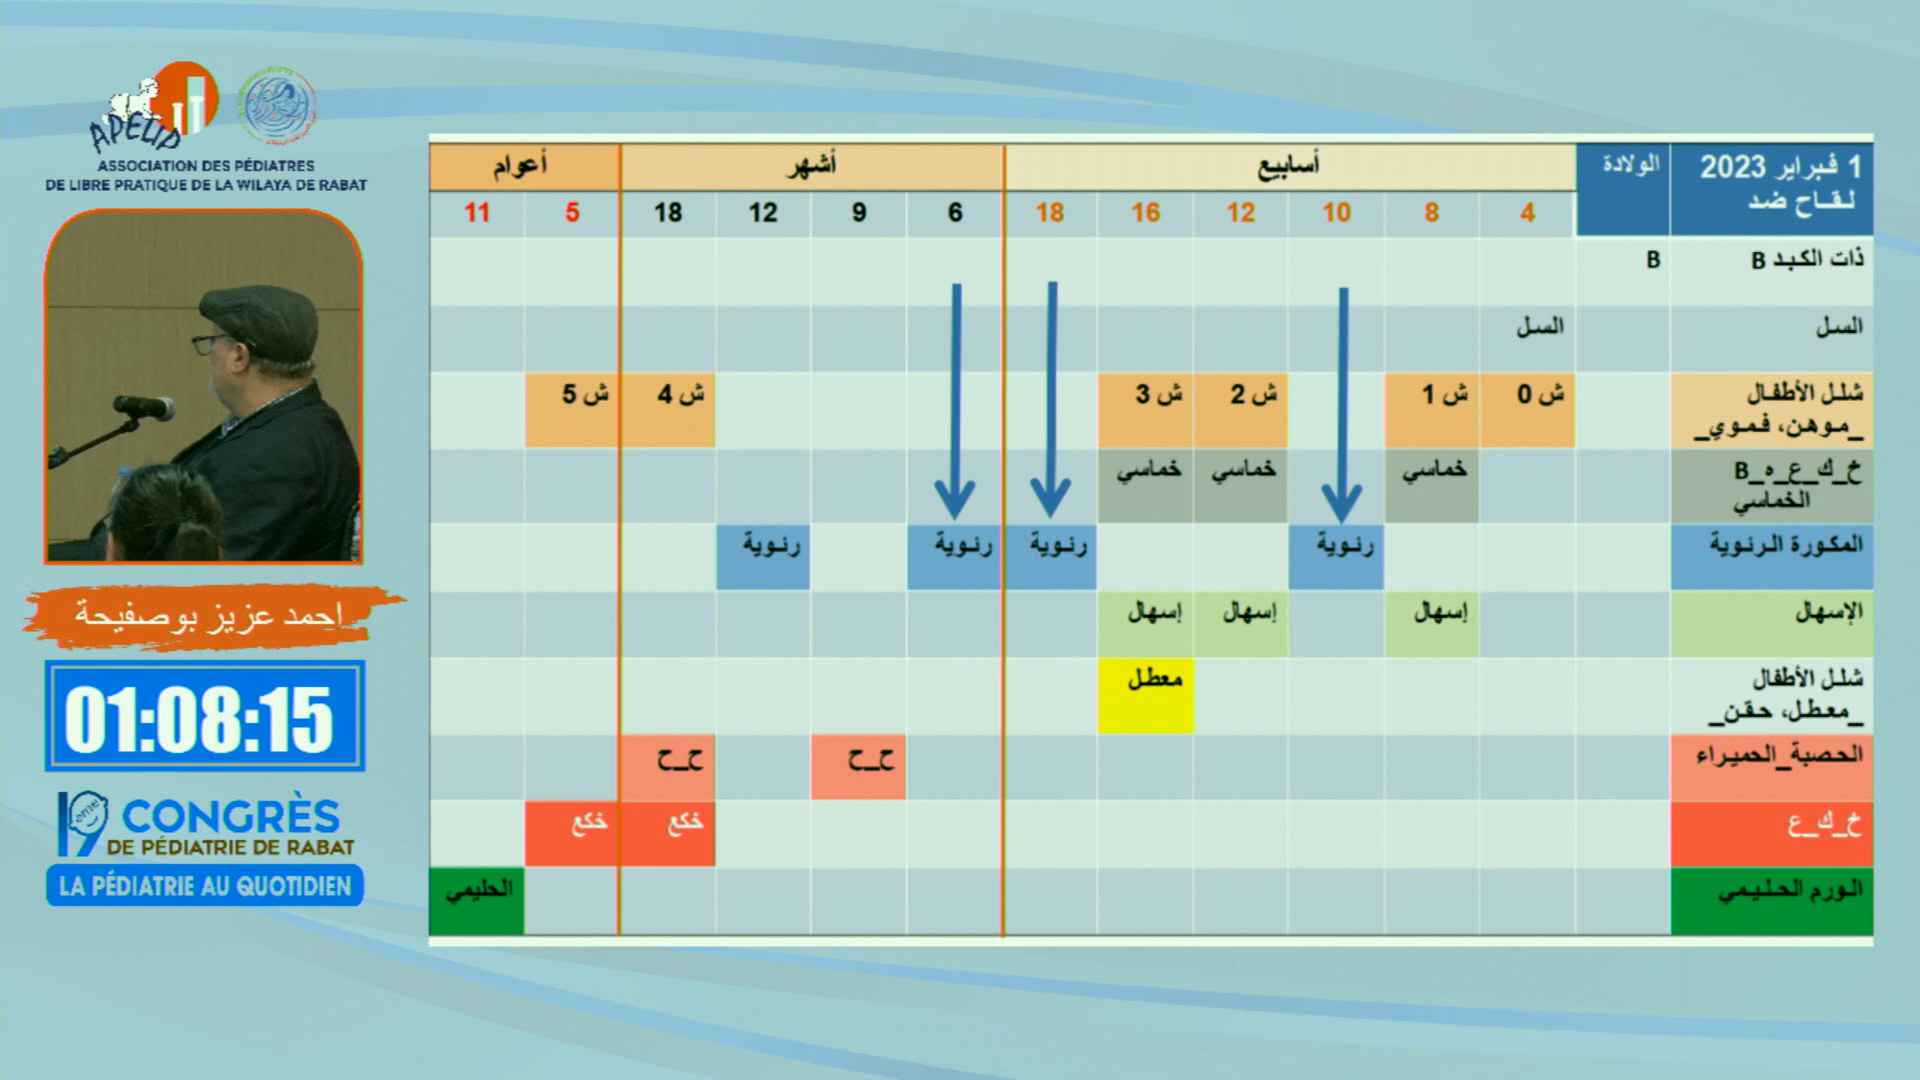 APELIP
ASSOCIATION DES PÉDIATRES
DE LIBRE PRATIQUE DE LA WILAYA DE RABAT
احمد عزيز بوصفيحة
01:08:15
19eme CONGRÈS
DE PÉDIATRIE DE RABAT
LA PÉDIATRIE AU QUOTIDIEN
1 فبراير 2023 الولادة أسابيع أشهر أعوام
لقاح ضد 4 8 10 12 16 18 6 9 12 18 5 11
ذات الكبد B B
السل السل
شلل الأطفال ش 0 ش 1 ش 2 ش 3 ش 4 ش 5
_موهن، فموي_
خ_ك_ع_ه_B خماسي خماسي خماسي
الخماسي
المكورة الرئوية رئوية رئوية رئوية رئوية
الإسهال إسهال إسهال إسهال
شلل الأطفال معطل
_معطل، حقن_
الحصبة_الحميراء ح_ح ح_ح
خ_ك_ع خكع خكع
الورم الحليمي الحليمي